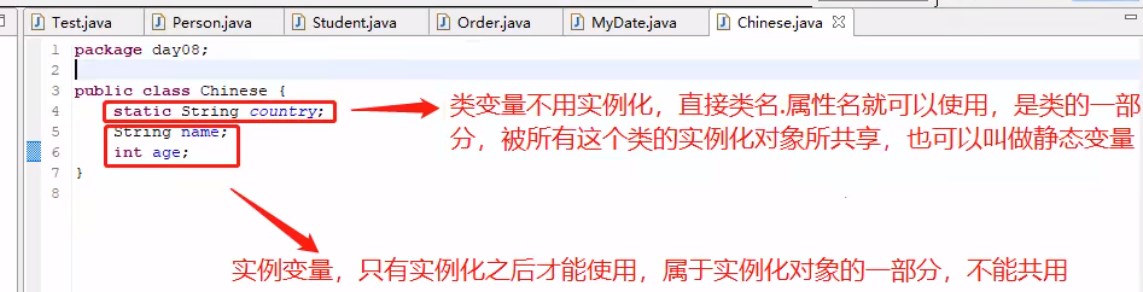 Test.java Person.java Student.java Order.java MyDate.java Chinese.java
1 package day08;
2
3 public class Chinese {
4 static String country;
类变量不用实例化，直接类名.属性名就可以使用，是类的一部
分，被所有这个类的实例化对象所共享，也可以叫做静态变量
5 String name;
6 int age;
7 }
8
实例变量，只有实例化之后才能使用，属于实例化对象的一部分，不能共用